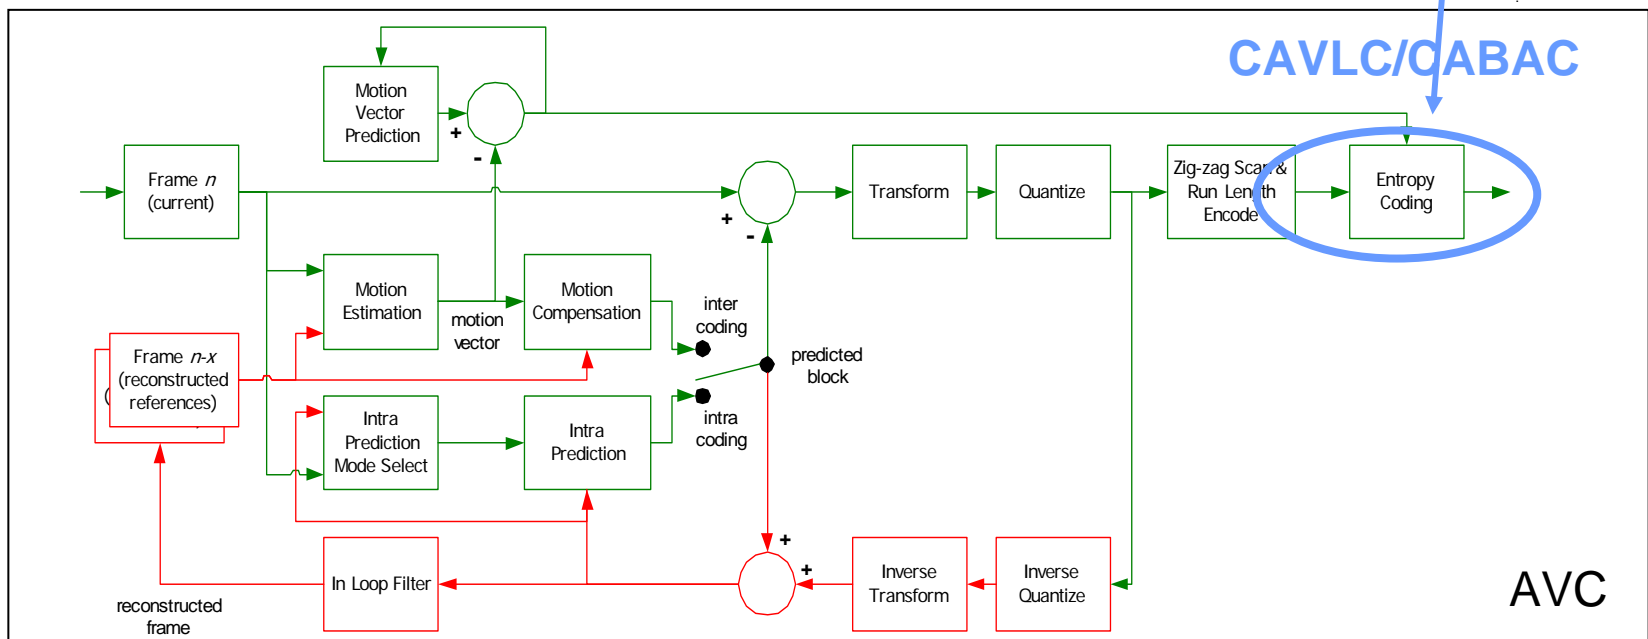 CAVLC/CABAC
Motion
Vector
Prediction
+
-
Frame n
(current)
+
-
Transform
Quantize
Zig-zag Scan &
Run Length
Encode
Entropy
Coding
Motion
Estimation
motion
vector
Motion
Compensation
inter
coding
predicted
block
Frame n-x
(reconstructed
references)
(
Intra
Prediction
Mode Select
Intra
Prediction
intra
coding
+
+
In Loop Filter
Inverse
Transform
Inverse
Quantize
reconstructed
frame
AVC